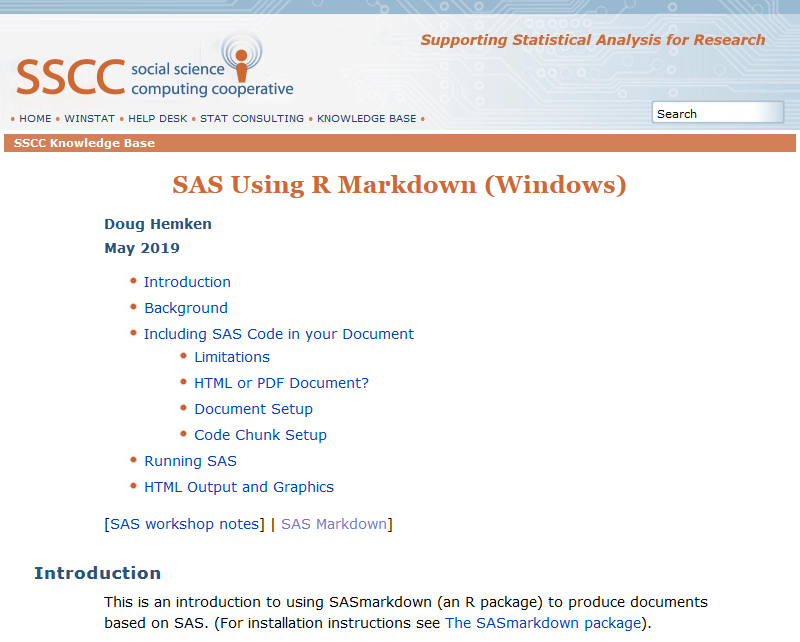 Supporting Statistical Analysis for Research
SSCC social science
computing cooperative
• HOME • WINSTAT • HELP DESK • STAT CONSULTING • KNOWLEDGE BASE •
Search
SSCC Knowledge Base
SAS Using R Markdown (Windows)
Doug Hemken
May 2019
• Introduction
• Background
• Including SAS Code in your Document
• Limitations
• HTML or PDF Document?
• Document Setup
• Code Chunk Setup
• Running SAS
• HTML Output and Graphics
[SAS workshop notes] | SAS Markdown]
Introduction
This is an introduction to using SASmarkdown (an R package) to produce documents
based on SAS. (For installation instructions see The SASmarkdown package).